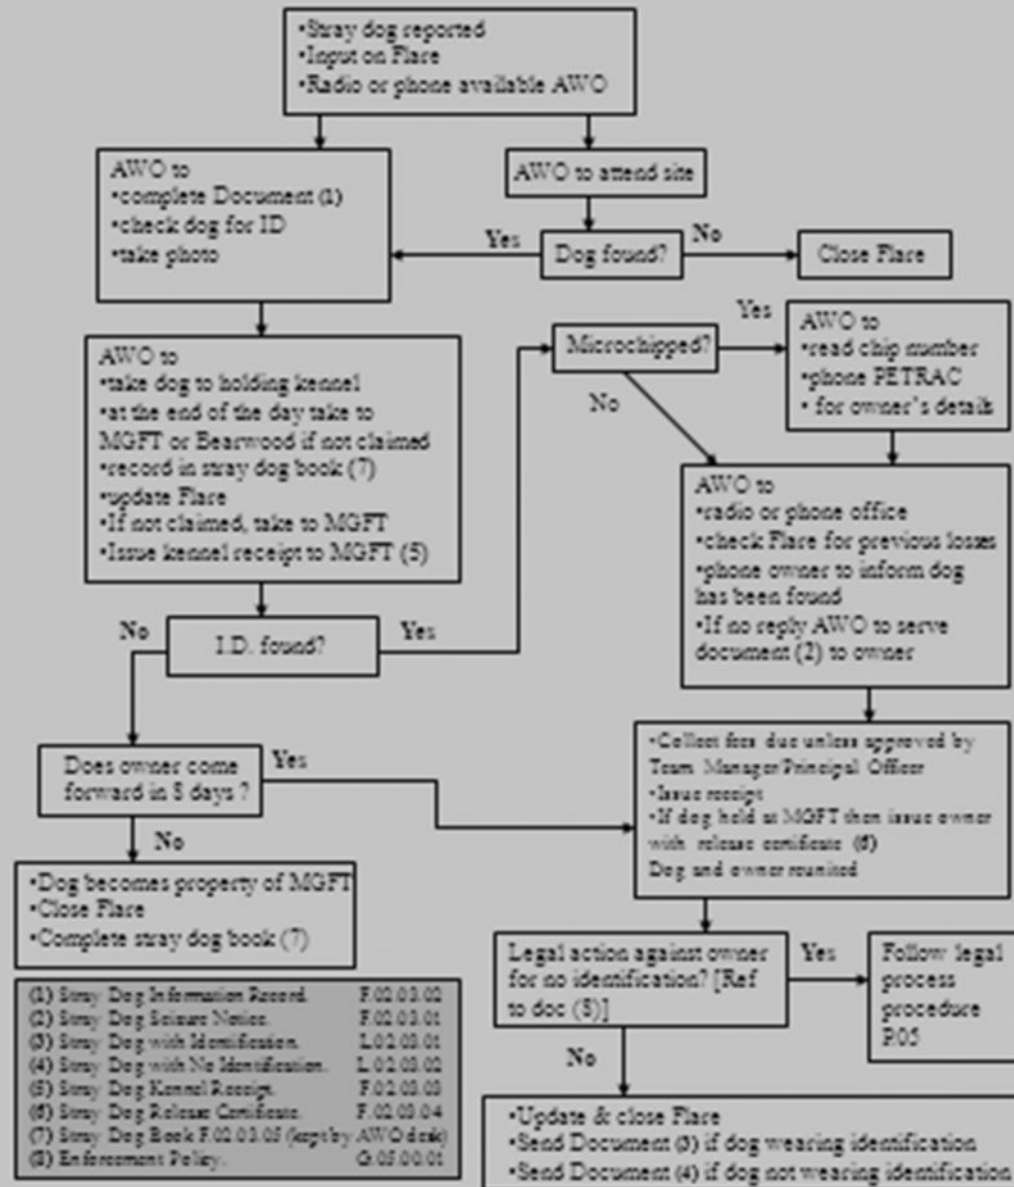 •Stray dog reported
•Input on Flare
•Radio or phone available AWO
AWO to
•complete Document (1)
•check dog for ID
•take photo
AWO to attend site
Yes
Dog found?
No
Close Flare
AWO to
•take dog to holding kennel
•at the end of the day take to
MGFT or Bearwood if not claimed
•record in stray dog book (7)
•update Flare
•If not claimed, take to MGFT
•Issue kennel receipt to MGFT (5)
Microchipped?
Yes
No
AWO to
•read chip number
•phone PETRAC
• for owner's details
AWO to
•radio or phone office
•check Flare for previous losses
•phone owner to inform dog
has been found
•If no reply AWO to serve
document (2) to owner
No
I.D. found?
Yes
Does owner come
forward in 8 days ?
Yes
No
•Collect fees due unless approved by
Team Manager/Principal Officer
•Issue receipt
•If dog held at MGFT then issue owner
with release certificate (6)
Dog and owner reunited
•Dog becomes property of MGFT
•Close Flare
•Complete stray dog book (7)
Legal action against owner
for no identification? [Ref
to doc (8)]
Yes
No
Follow legal
process
procedure
P.05
(1) Stray Dog Information Record. F.02.03.02
(2) Stray Dog Seizure Notice. F.02.03.01
(3) Stray Dog with Identification. L.02.03.01
(4) Stray Dog with No Identification. L.02.03.02
(5) Stray Dog Kennel Receipt. F.02.03.03
(6) Stray Dog Release Certificate. F.02.03.04
(7) Stray Dog Book F.02.03.05 (kept by AWO desk)
(8) Enforcement Policy. G.05.00.01
•Update & close Flare
•Send Document (3) if dog wearing identification
•Send Document (4) if dog not wearing identification